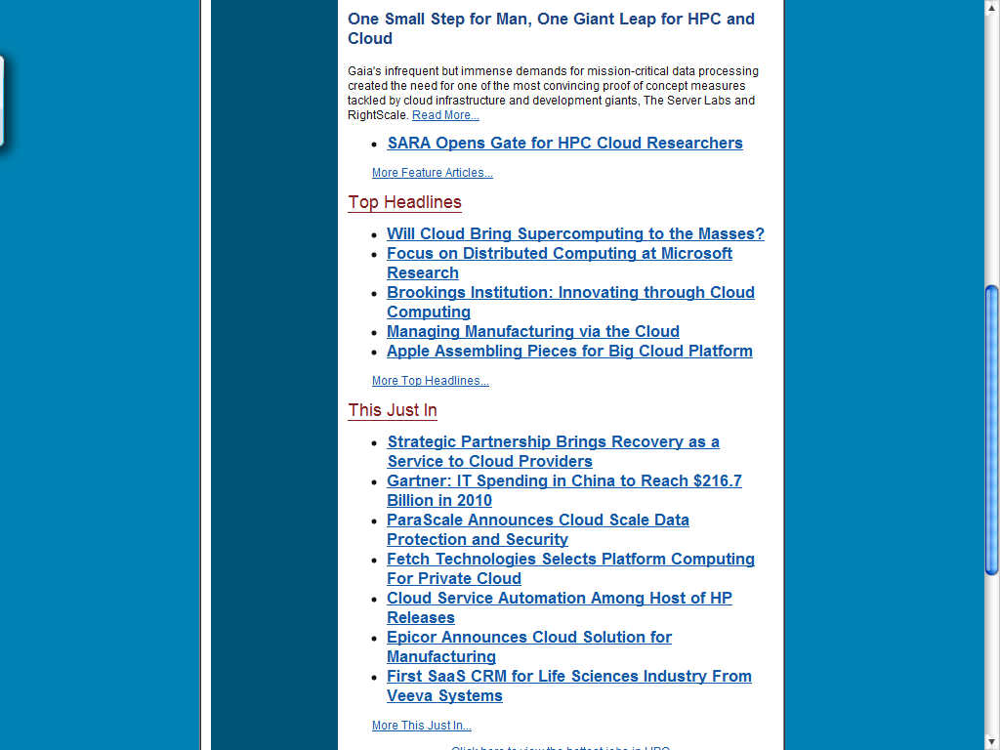 One Small Step for Man, One Giant Leap for HPC and
Cloud
Gaia's infrequent but immense demands for mission-critical data processing
created the need for one of the most convincing proof of concept measures
tackled by cloud infrastructure and development giants, The Server Labs and
RightScale. Read More...
SARA Opens Gate for HPC Cloud Researchers
More Feature Articles...
Top Headlines
Will Cloud Bring Supercomputing to the Masses?
Focus on Distributed Computing at Microsoft
Research
Brookings Institution: Innovating through Cloud
Computing
Managing Manufacturing via the Cloud
Apple Assembling Pieces for Big Cloud Platform
More Top Headlines...
This Just In
Strategic Partnership Brings Recovery as a
Service to Cloud Providers
Gartner: IT Spending in China to Reach $216.7
Billion in 2010
ParaScale Announces Cloud Scale Data
Protection and Security
Fetch Technologies Selects Platform Computing
For Private Cloud
Cloud Service Automation Among Host of HP
Releases
Epicor Announces Cloud Solution for
Manufacturing
First SaaS CRM for Life Sciences Industry From
Veeva Systems
More This Just In...
Click here to view the hottest jobs in HPC